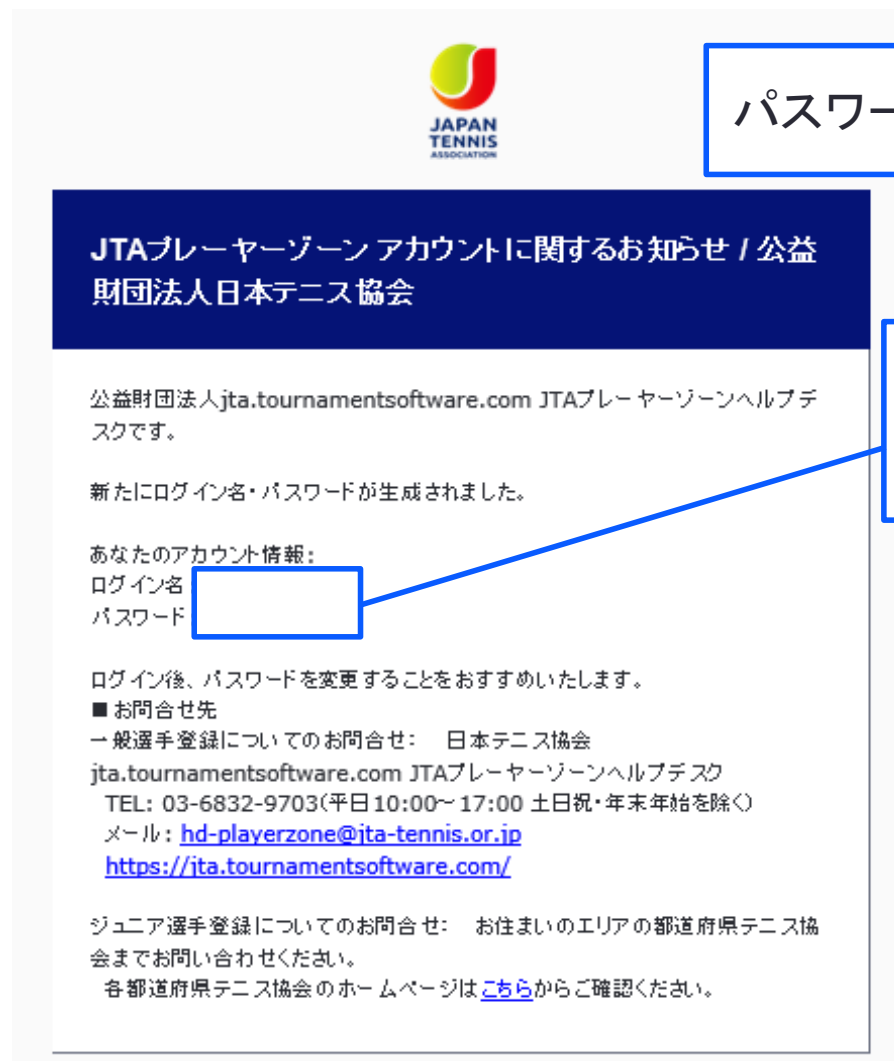 JAPAN
TENNIS
ASSOCIATION
パスワー
JTAプレーヤーゾーン アカウントに関するお知らせ / 公益
財団法人日本テニス協会
公益財団法人jta.tournamentsoftware.com JTAプレーヤーゾーンヘルプデ
スクです。
新たにログイン名・パスワードが生成されました。
あなたのアカウント情報:
ログイン名
パスワード
ログイン後、パスワードを変更することをおすすめいたします。
■お問合せ先
一般選手登録についてのお問合せ:　日本テニス協会
jta.tournamentsoftware.com JTAプレーヤーゾーンヘルプデスク
TEL: 03-6832-9703(平日10:00~17:00 土日祝・年末年始を除く)
メール: hd-playerzone@jta-tennis.or.jp
https://jta.tournamentsoftware.com/
ジュニア選手登録についてのお問合せ:　お住まいのエリアの都道府県テニス協
会までお問い合わせください。
各都道府県テニス協会のホームページはこちらからご確認ください。